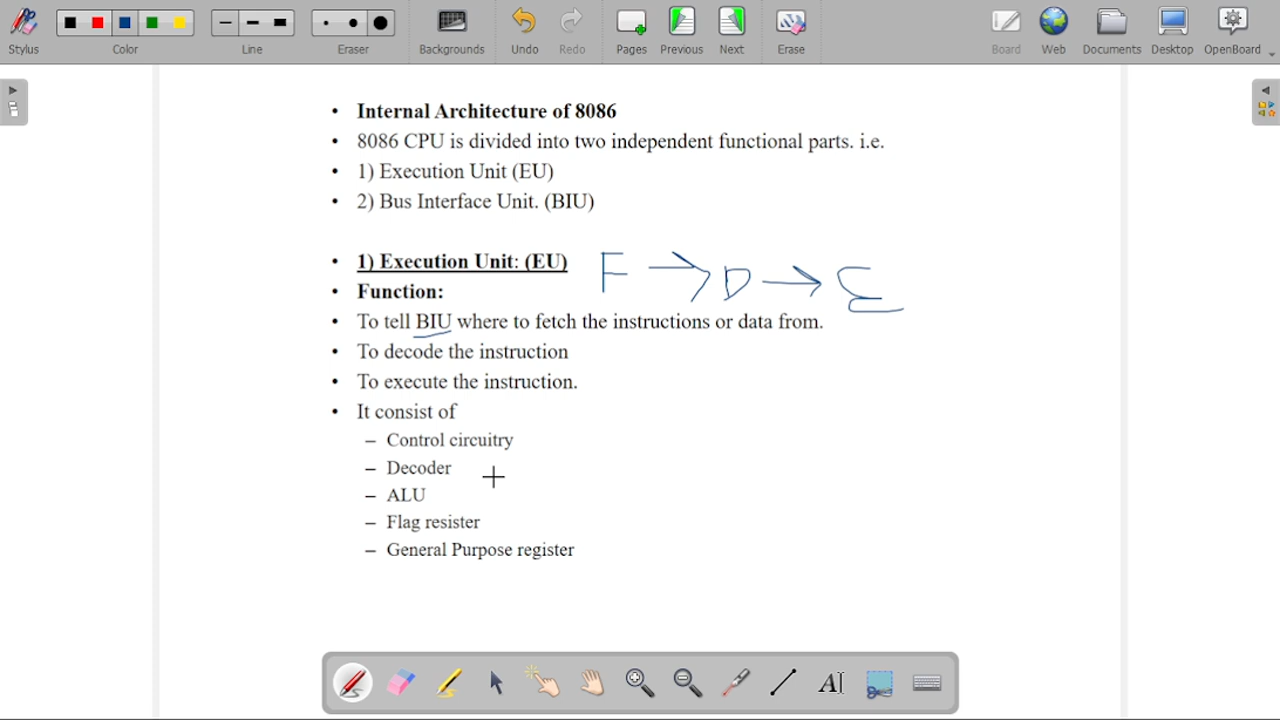 Stylus Color Line Eraser Backgrounds Undo Redo Pages Previous Next Erase Board Web Documents Desktop OpenBoard
• Internal Architecture of 8086
• 8086 CPU is divided into two independent functional parts. i.e.
• 1) Execution Unit (EU)
• 2) Bus Interface Unit. (BIU)
• 1) Execution Unit: (EU) F → D → E
• Function:
• To tell BIU where to fetch the instructions or data from.
• To decode the instruction
• To execute the instruction.
• It consist of
– Control circuitry
– Decoder
– ALU
– Flag resister
– General Purpose register
AI